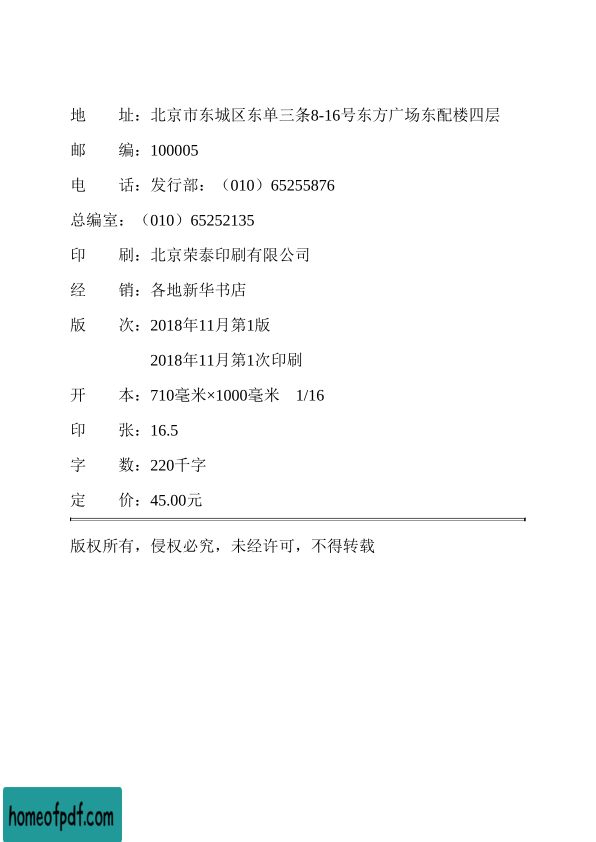 地　　址：北京市东城区东单三条8-16号东方广场东配楼四层
邮　　编：100005
电　　话：发行部：（010）65255876
总编室：（010）65252135
印　　刷：北京荣泰印刷有限公司
经　　销：各地新华书店
版　　次：2018年11月第1版
2018年11月第1次印刷
开　　本：710毫米×1000毫米　1/16
印　　张：16.5
字　　数：220千字
定　　价：45.00元
版权所有，侵权必究，未经许可，不得转载
homeofpdf.com